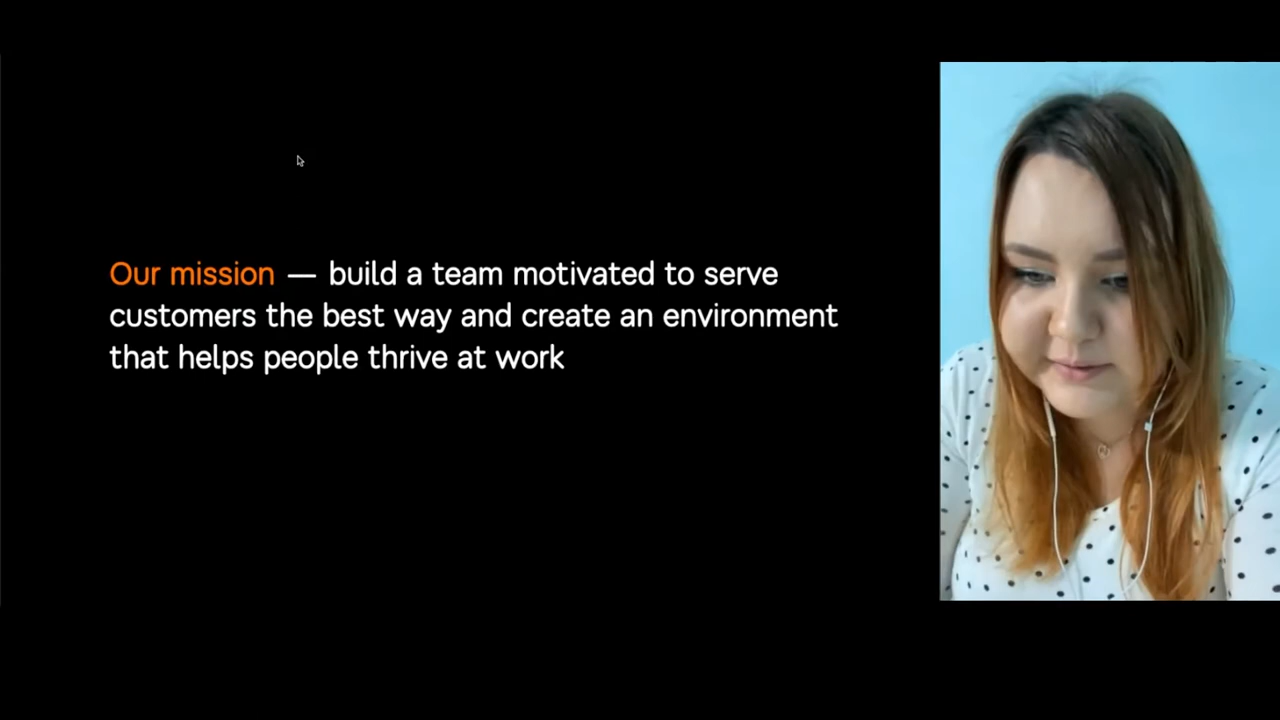 Our mission — build a team motivated to serve
customers the best way and create an environment
that helps people thrive at work